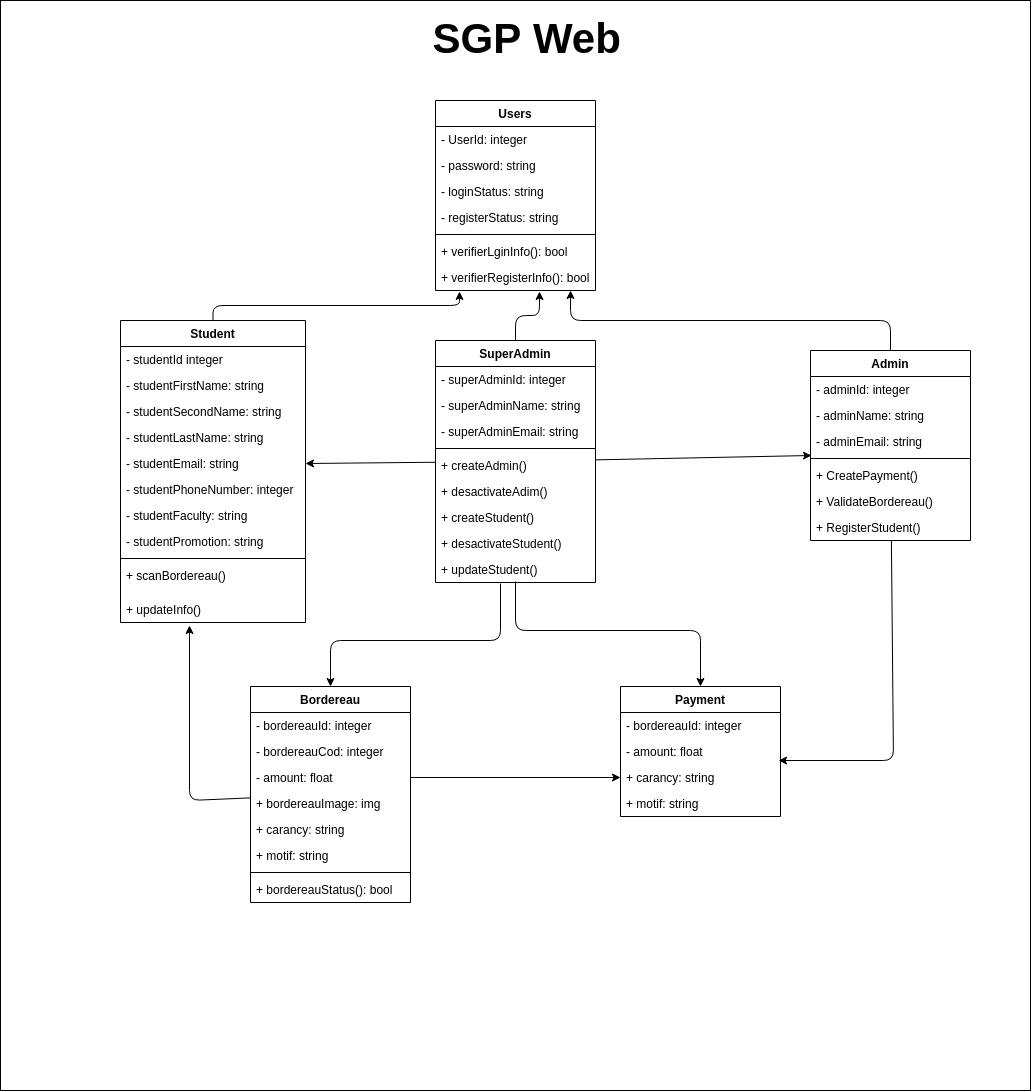 SGP Web
Users
- UserId: integer
- password: string
- loginStatus: string
- registerStatus: string
+ verifierLginInfo(): bool
+ verifierRegisterInfo(): bool
Student
- studentId integer
- studentFirstName: string
- studentSecondName: string
- studentLastName: string
- studentEmail: string
- studentPhoneNumber: integer
- studentFaculty: string
- studentPromotion: string
+ scanBordereau()
+ updateInfo()
SuperAdmin
- superAdminId: integer
- superAdminName: string
- superAdminEmail: string
+ createAdmin()
+ desactivateAdim()
+ createStudent()
+ desactivateStudent()
+ updateStudent()
Admin
- adminId: integer
- adminName: string
- adminEmail: string
+ CreatePayment()
+ ValidateBordereau()
+ RegisterStudent()
Bordereau
- bordereauId: integer
- bordereauCod: integer
- amount: float
+ bordereauImage: img
+ carancy: string
+ motif: string
+ bordereauStatus(): bool
Payment
- bordereauId: integer
- amount: float
+ carancy: string
+ motif: string